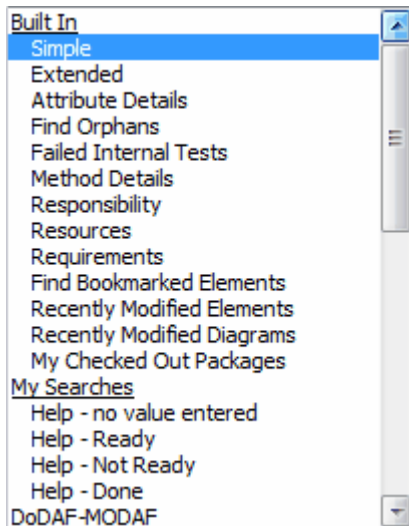 Built In
Simple
Extended
Attribute Details
Find Orphans
Failed Internal Tests
Method Details
Responsibility
Resources
Requirements
Find Bookmarked Elements
Recently Modified Elements
Recently Modified Diagrams
My Checked Out Packages
My Searches
Help - no value entered
Help - Ready
Help - Not Ready
Help - Done
DoDAF-MODAF